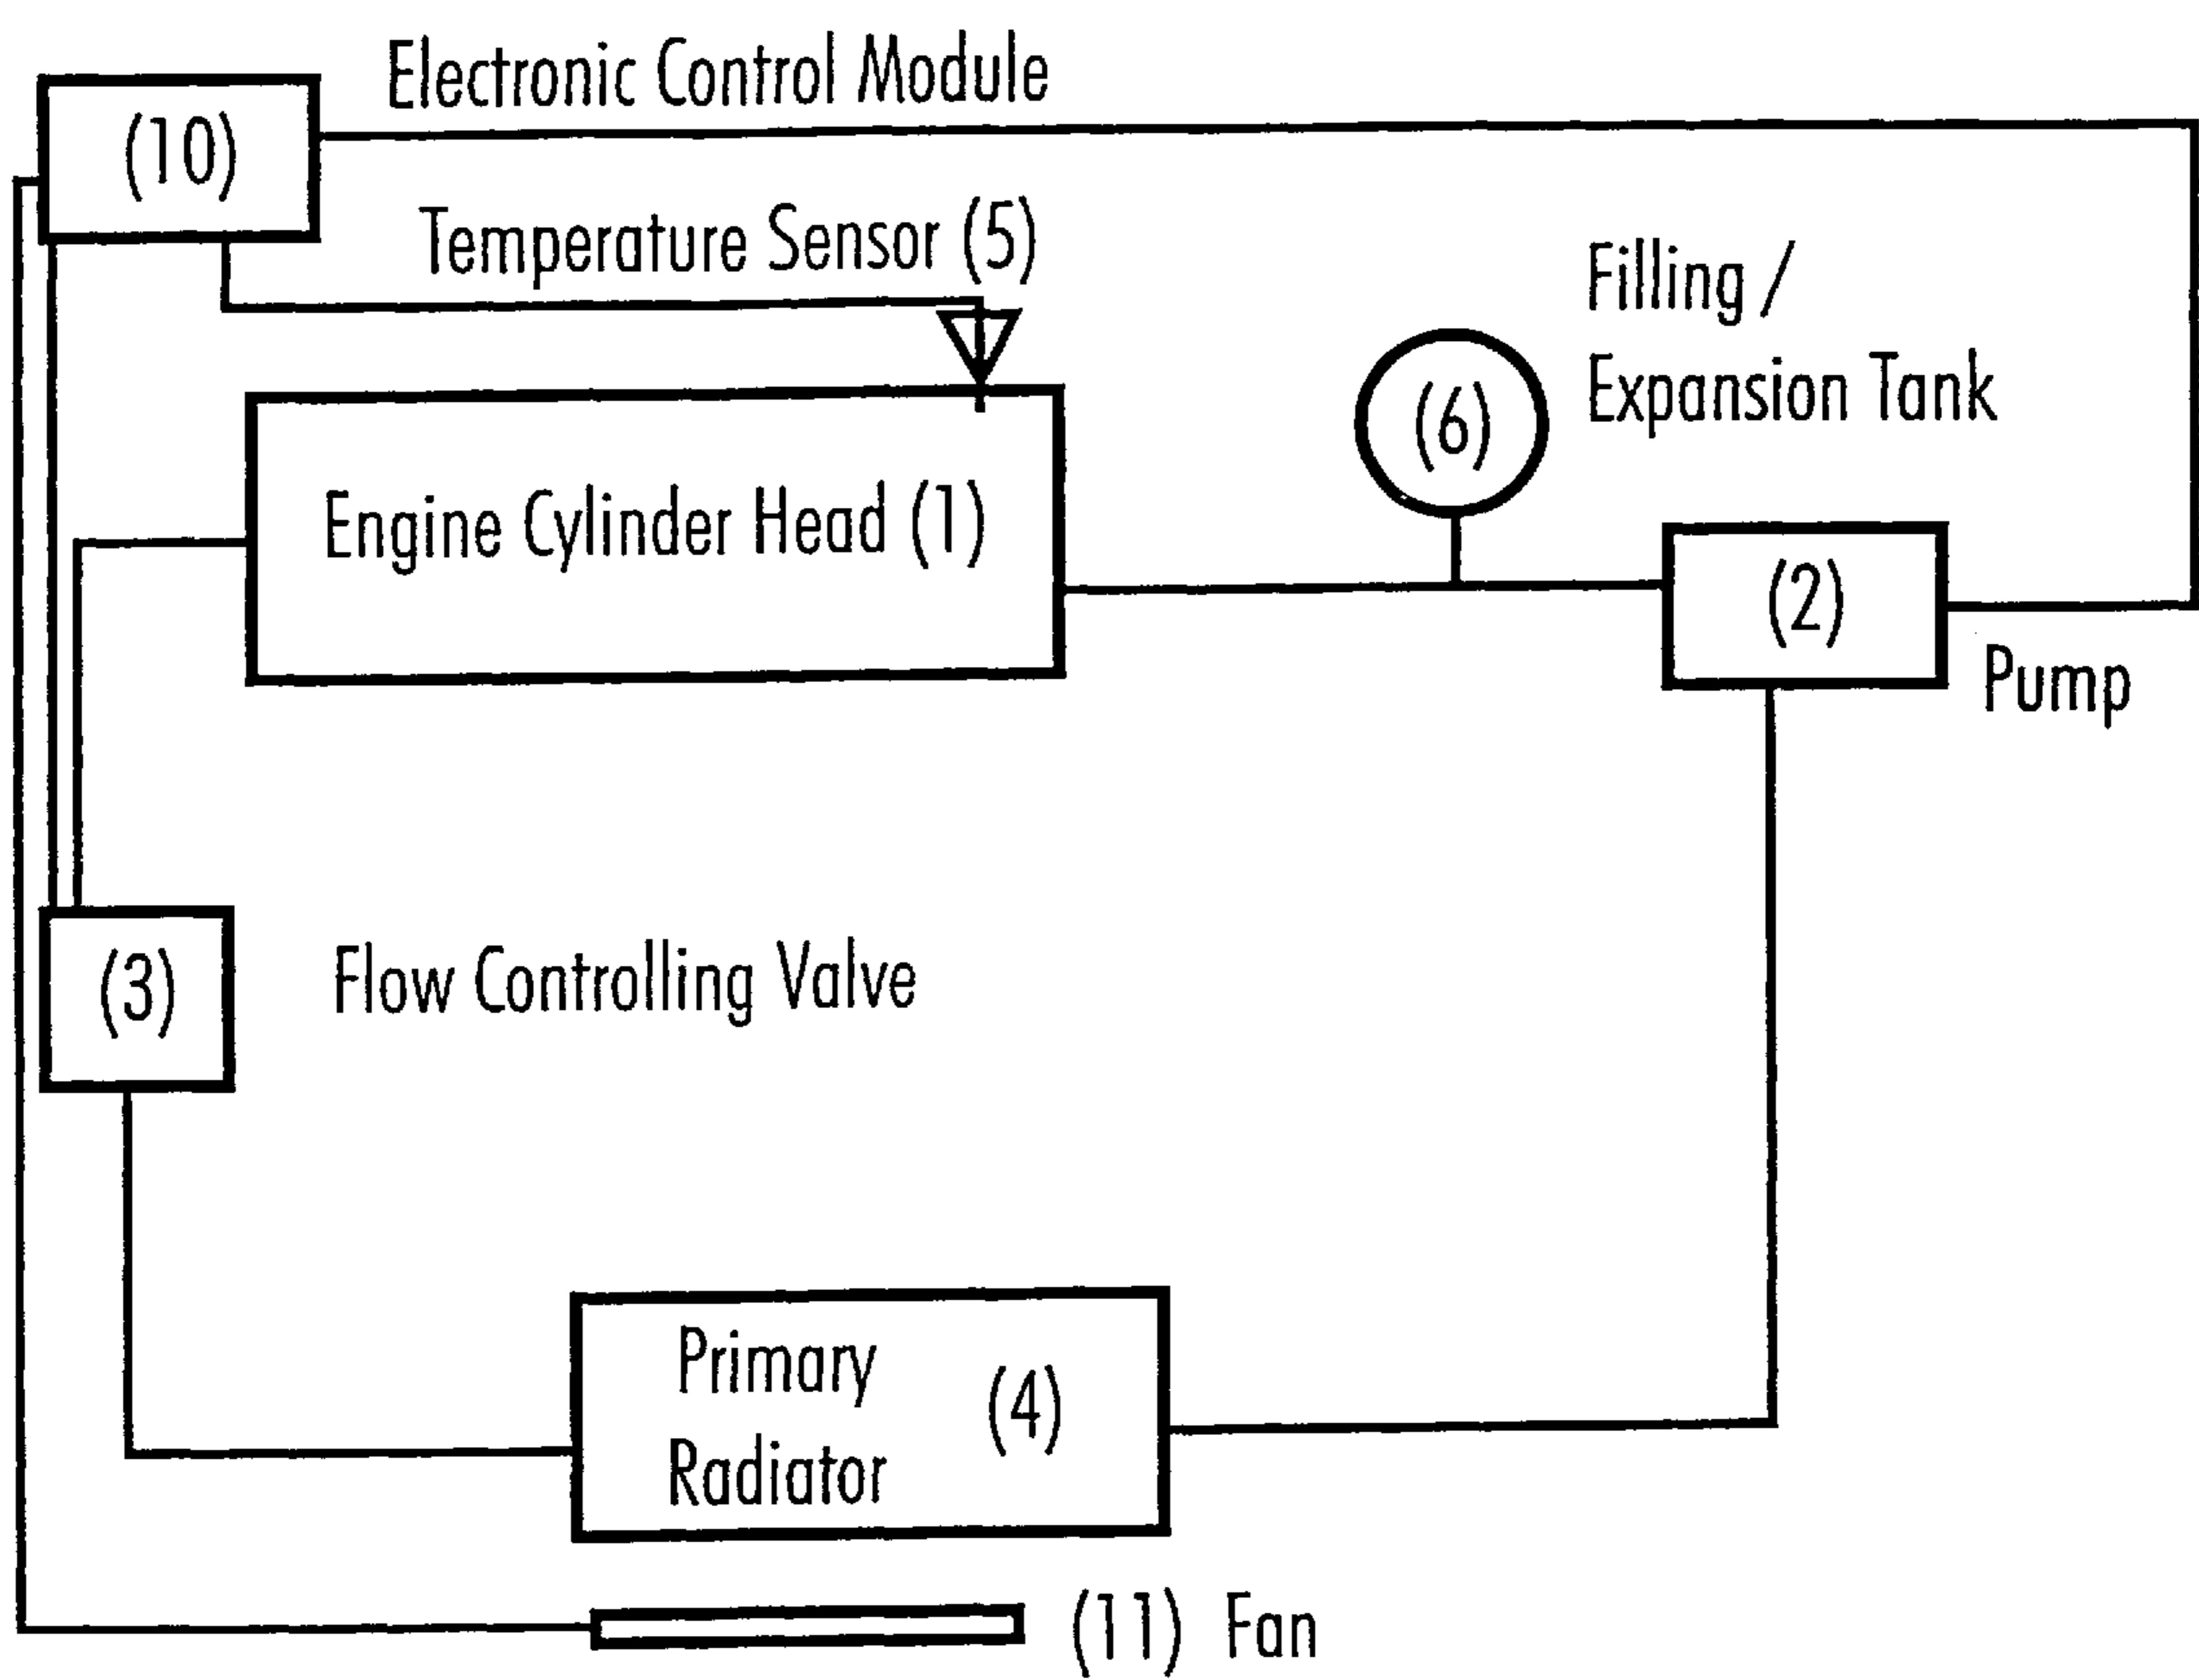 Electronic Control Module
(10)
Temperature Sensor (5)
Filling /
Expansion Tank
(6)
Engine Cylinder Head (1)
(2)
Pump
(3)
Flow Controlling Valve
Primary
Radiator
(4)
(11) Fan